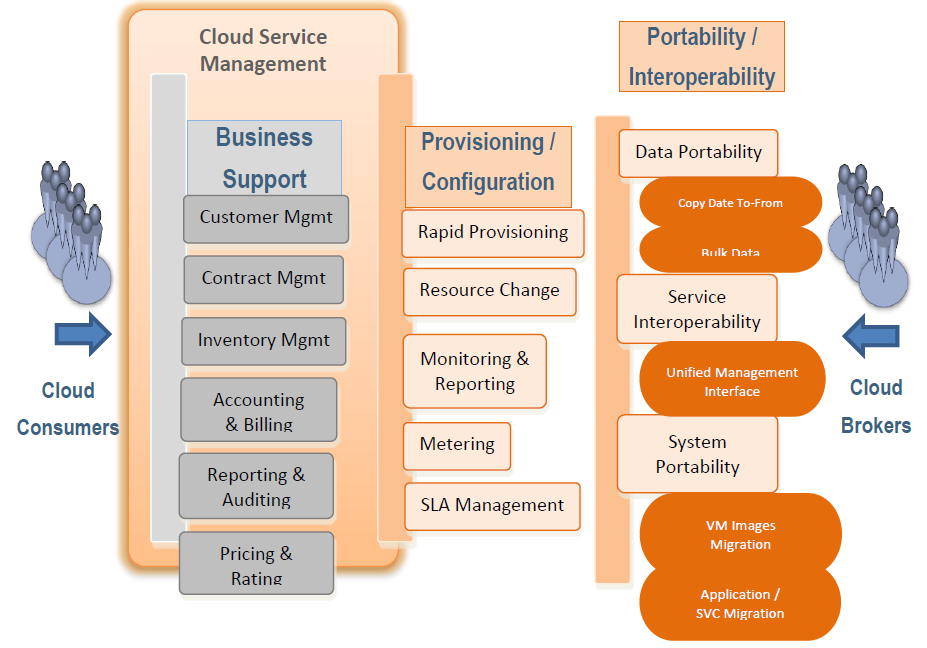 Cloud Service
Management
Business
Support
Customer Mgmt
Contract Mgmt
Inventory Mgmt
Accounting
& Billing
Reporting &
Auditing
Pricing &
Rating
Provisioning /
Configuration
Rapid Provisioning
Resource Change
Monitoring &
Reporting
Metering
SLA Management
Portability /
Interoperability
Data Portability
Copy Date To-From
Bulk Data
Service
Interoperability
Unified Management
Interface
System
Portability
VM Images
Migration
Application /
SVC Migration
Cloud
Consumers
Cloud
Brokers